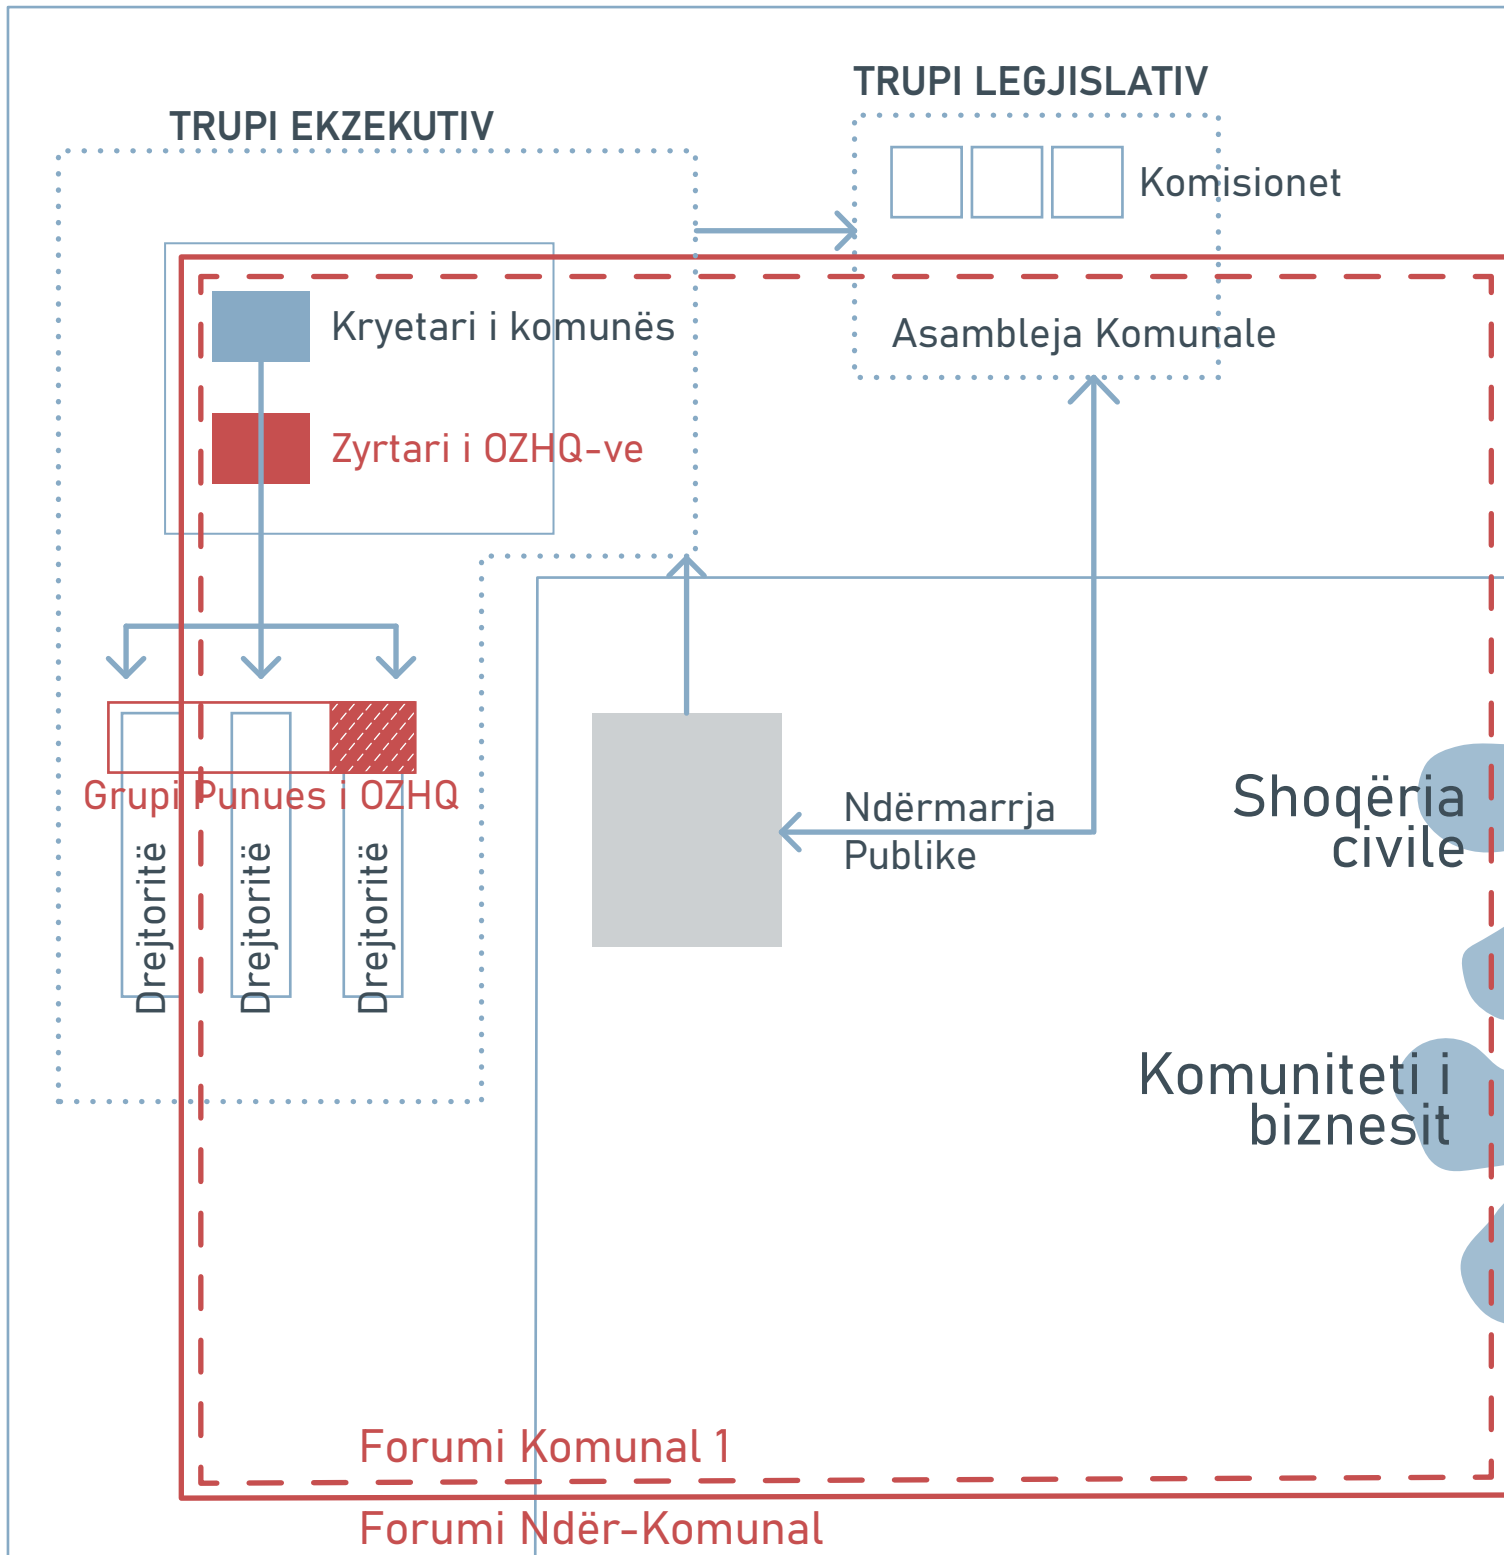 TRUPI LEGJISLATIV
TRUPI EKZEKUTIV
Komisionet
Kryetari i komunës
Asambleja Komunale
Zyrtari i OZHQ-ve
Grupi Punues i OZHQ
Drejtoritë
Drejtoritë
Drejtoritë
Ndërmarrja
Publike
Shoqëria
civile
Komuniteti i
biznesit
Forumi Komunal 1
Forumi Ndër-Komunal